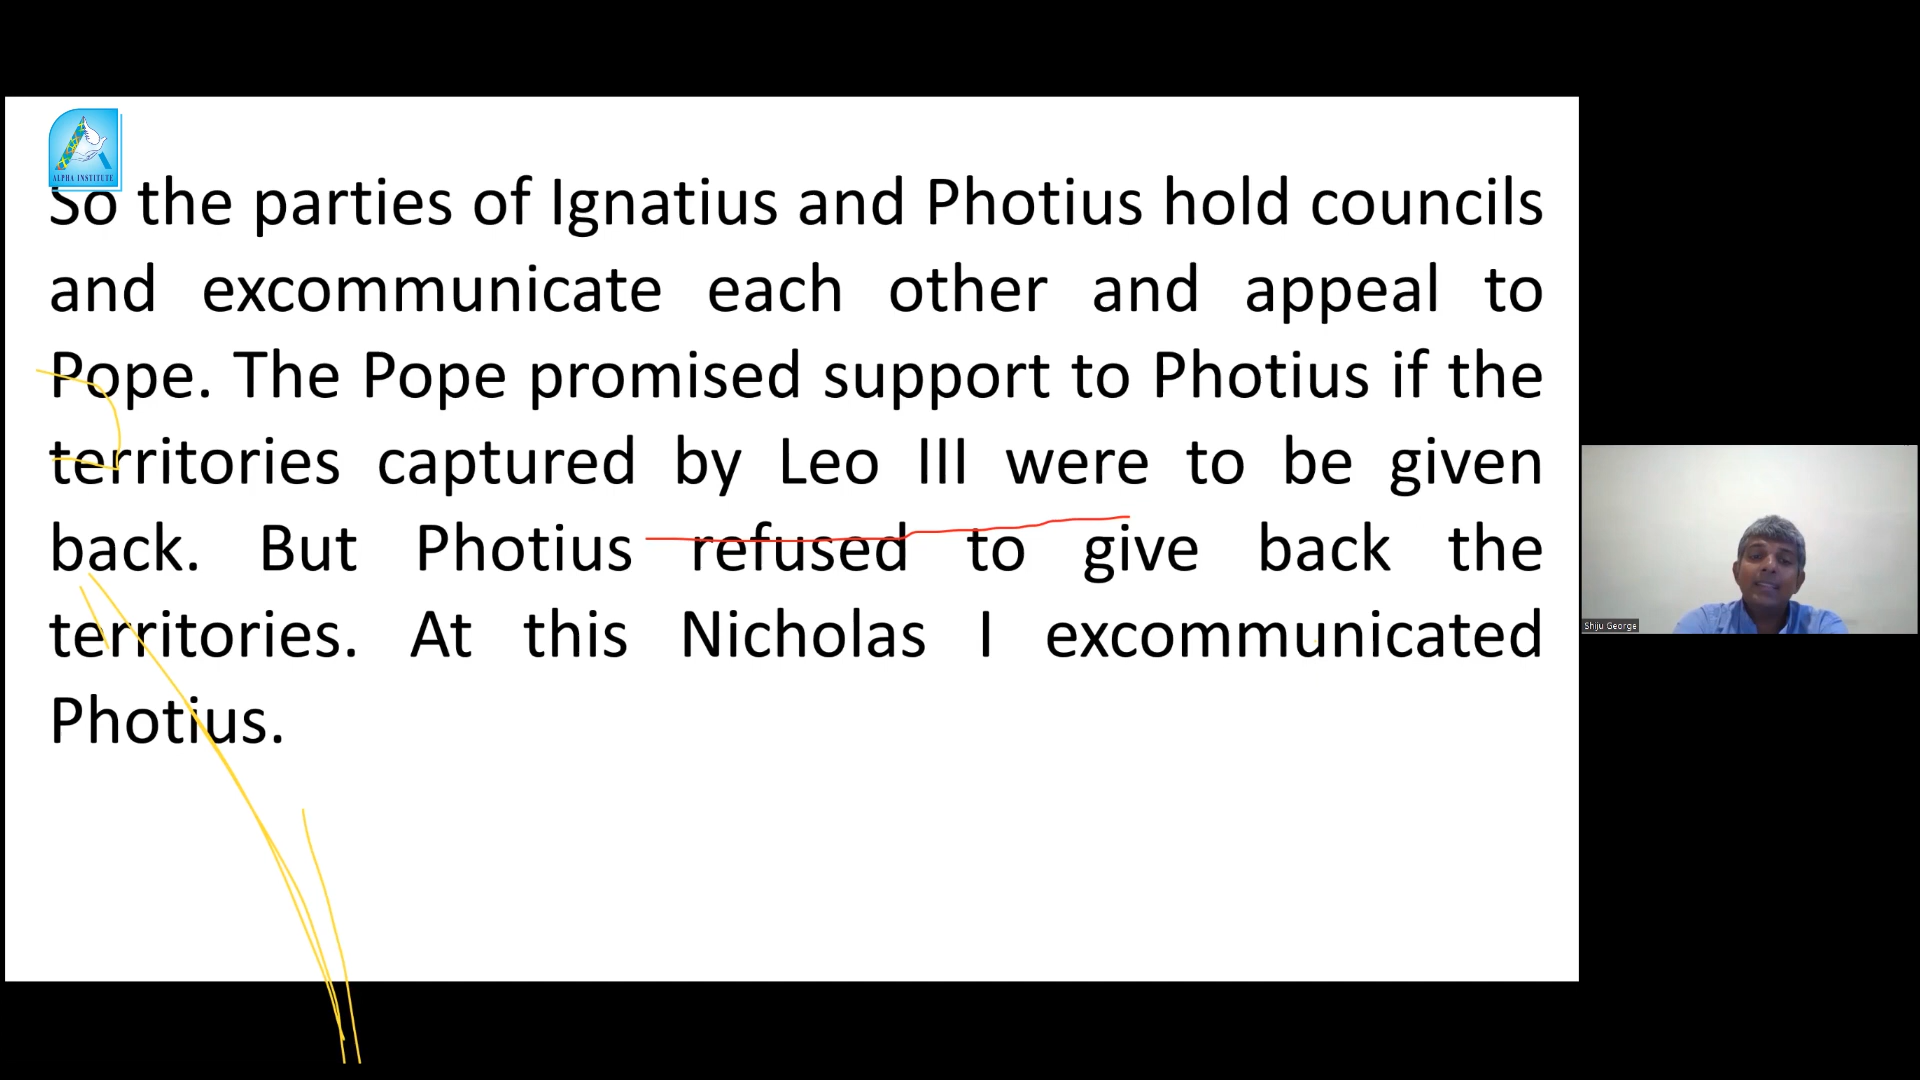 ALPHA INSTITUTE
So the parties of Ignatius and Photius hold councils
and excommunicate each other and appeal to
Pope. The Pope promised support to Photius if the
territories captured by Leo III were to be given
back. But Photius refused to give back the
territories. At this Nicholas I excommunicated
Photius.
Shiju George